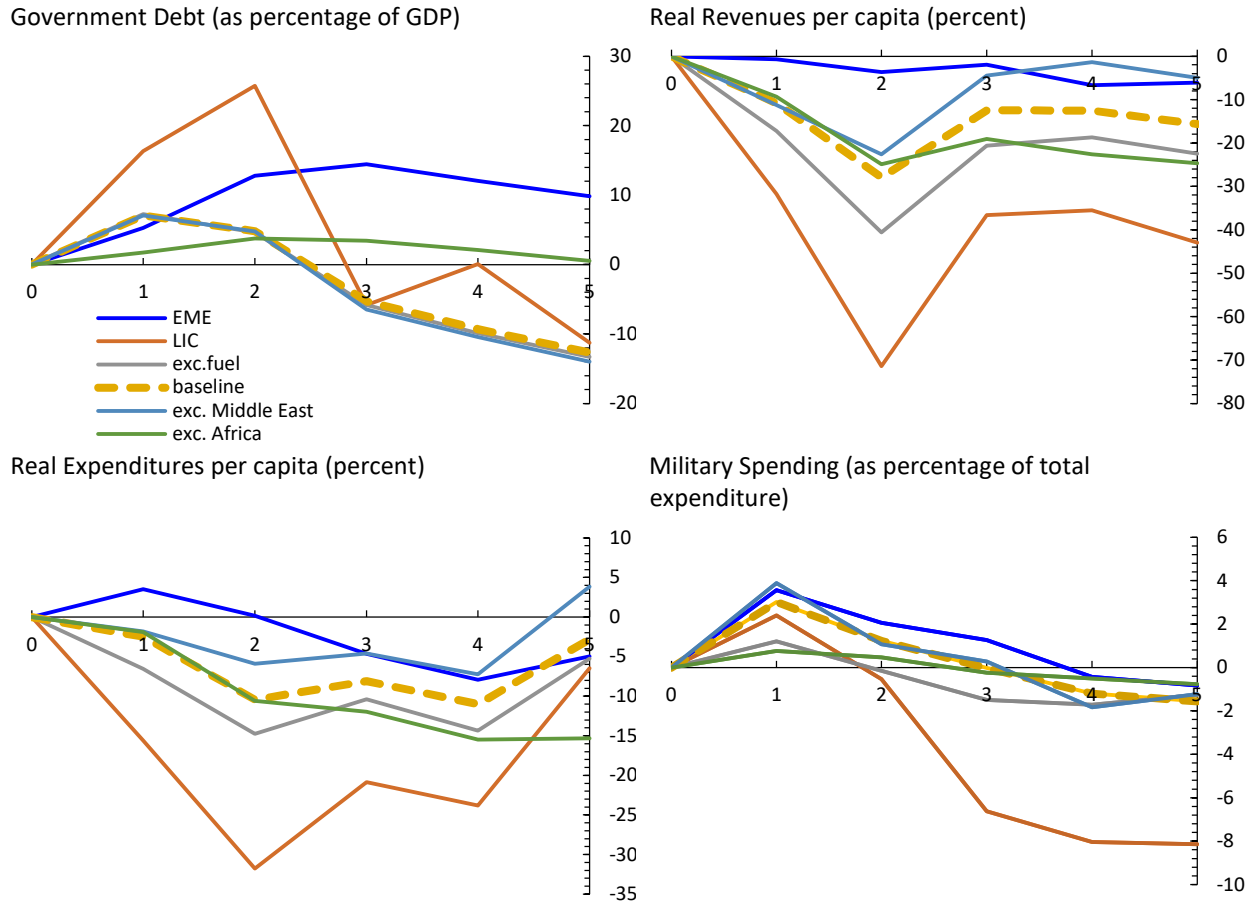 Government Debt (as percentage of GDP)
30
20
10
0
-10
-20
0 1 2 3 4 5
EME
LIC
exc.fuel
baseline
exc. Middle East
exc. Africa
Real Revenues per capita (percent)
0
-10
-20
-30
-40
-50
-60
-70
-80
0 1 2 3 4 5
Real Expenditures per capita (percent)
10
5
0
-5
-10
-15
-20
-25
-30
-35
0 1 2 3 4 5
Military Spending (as percentage of total
expenditure)
6
4
2
0
-2
-4
-6
-8
-10
0 1 2 3 4 5